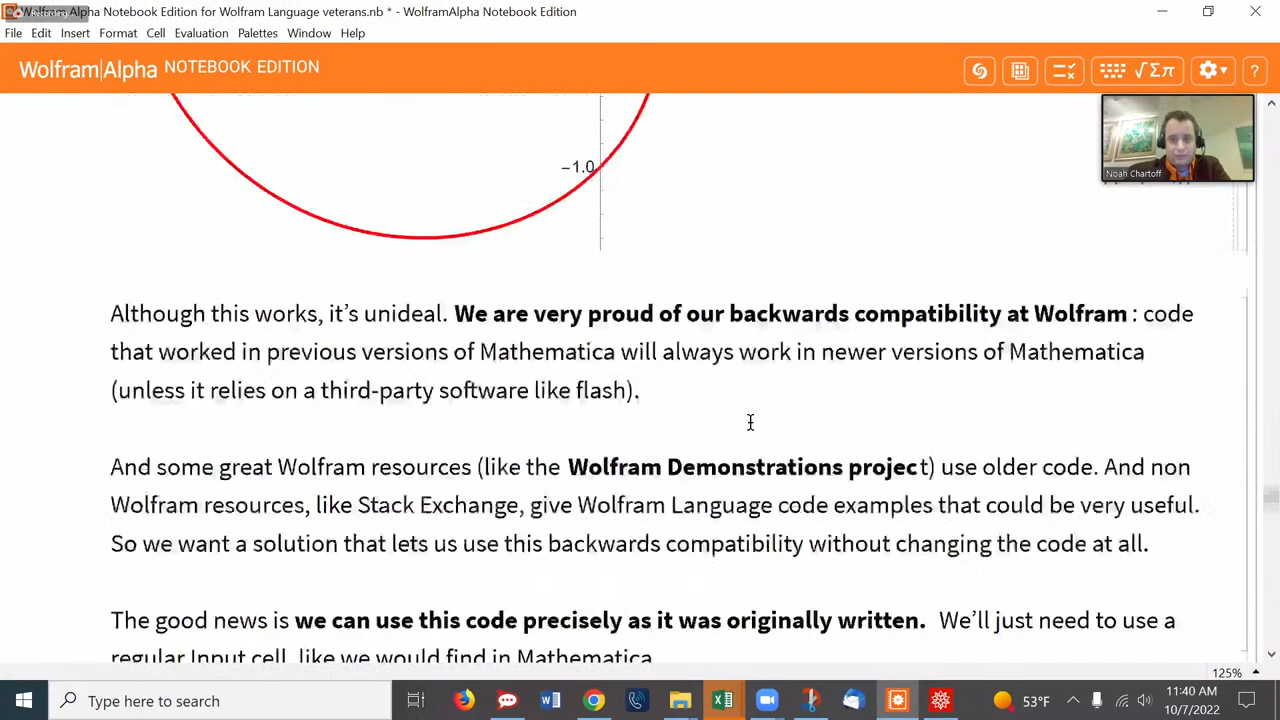 Wolfram Alpha Notebook Edition for Wolfram Language veterans.nb * - WolframAlpha Notebook Edition
File Edit Insert Format Cell Evaluation Palettes Window Help
Wolfram|Alpha NOTEBOOK EDITION
√Σπ
?
−1.0
Noah Chartoff
Although this works, it’s unideal. We are very proud of our backwards compatibility at Wolfram : code
that worked in previous versions of Mathematica will always work in newer versions of Mathematica
(unless it relies on a third-party software like flash).
And some great Wolfram resources (like the Wolfram Demonstrations project) use older code. And non
Wolfram resources, like Stack Exchange, give Wolfram Language code examples that could be very useful.
So we want a solution that lets us use this backwards compatibility without changing the code at all.
The good news is we can use this code precisely as it was originally written. We’ll just need to use a
regular Input cell, like we would find in Mathematica.
125%
Type here to search
53°F
11:40 AM
10/7/2022